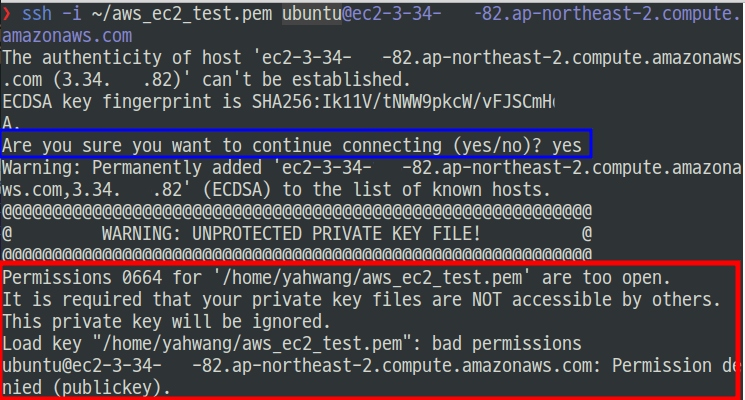 ❯ ssh -i ~/aws_ec2_test.pem ubuntu@ec2-3-34- -82.ap-northeast-2.compute.
amazonaws.com
The authenticity of host 'ec2-3-34- -82.ap-northeast-2.compute.amazonaws
.com (3.34. .82)' can't be established.
ECDSA key fingerprint is SHA256:Ik11V/tNWW9pkcW/vFJSCmH
A.
Are you sure you want to continue connecting (yes/no)? yes
Warning: Permanently added 'ec2-3-34- -82.ap-northeast-2.compute.amazona
ws.com,3.34. .82' (ECDSA) to the list of known hosts.
@@@@@@@@@@@@@@@@@@@@@@@@@@@@@@@@@@@@@@@@@@@@@@@@@@@@@@@@@@@
@ WARNING: UNPROTECTED PRIVATE KEY FILE! @
@@@@@@@@@@@@@@@@@@@@@@@@@@@@@@@@@@@@@@@@@@@@@@@@@@@@@@@@@@@
Permissions 0664 for '/home/yahwang/aws_ec2_test.pem' are too open.
It is required that your private key files are NOT accessible by others.
This private key will be ignored.
Load key "/home/yahwang/aws_ec2_test.pem": bad permissions
ubuntu@ec2-3-34- -82.ap-northeast-2.compute.amazonaws.com: Permission de
nied (publickey).